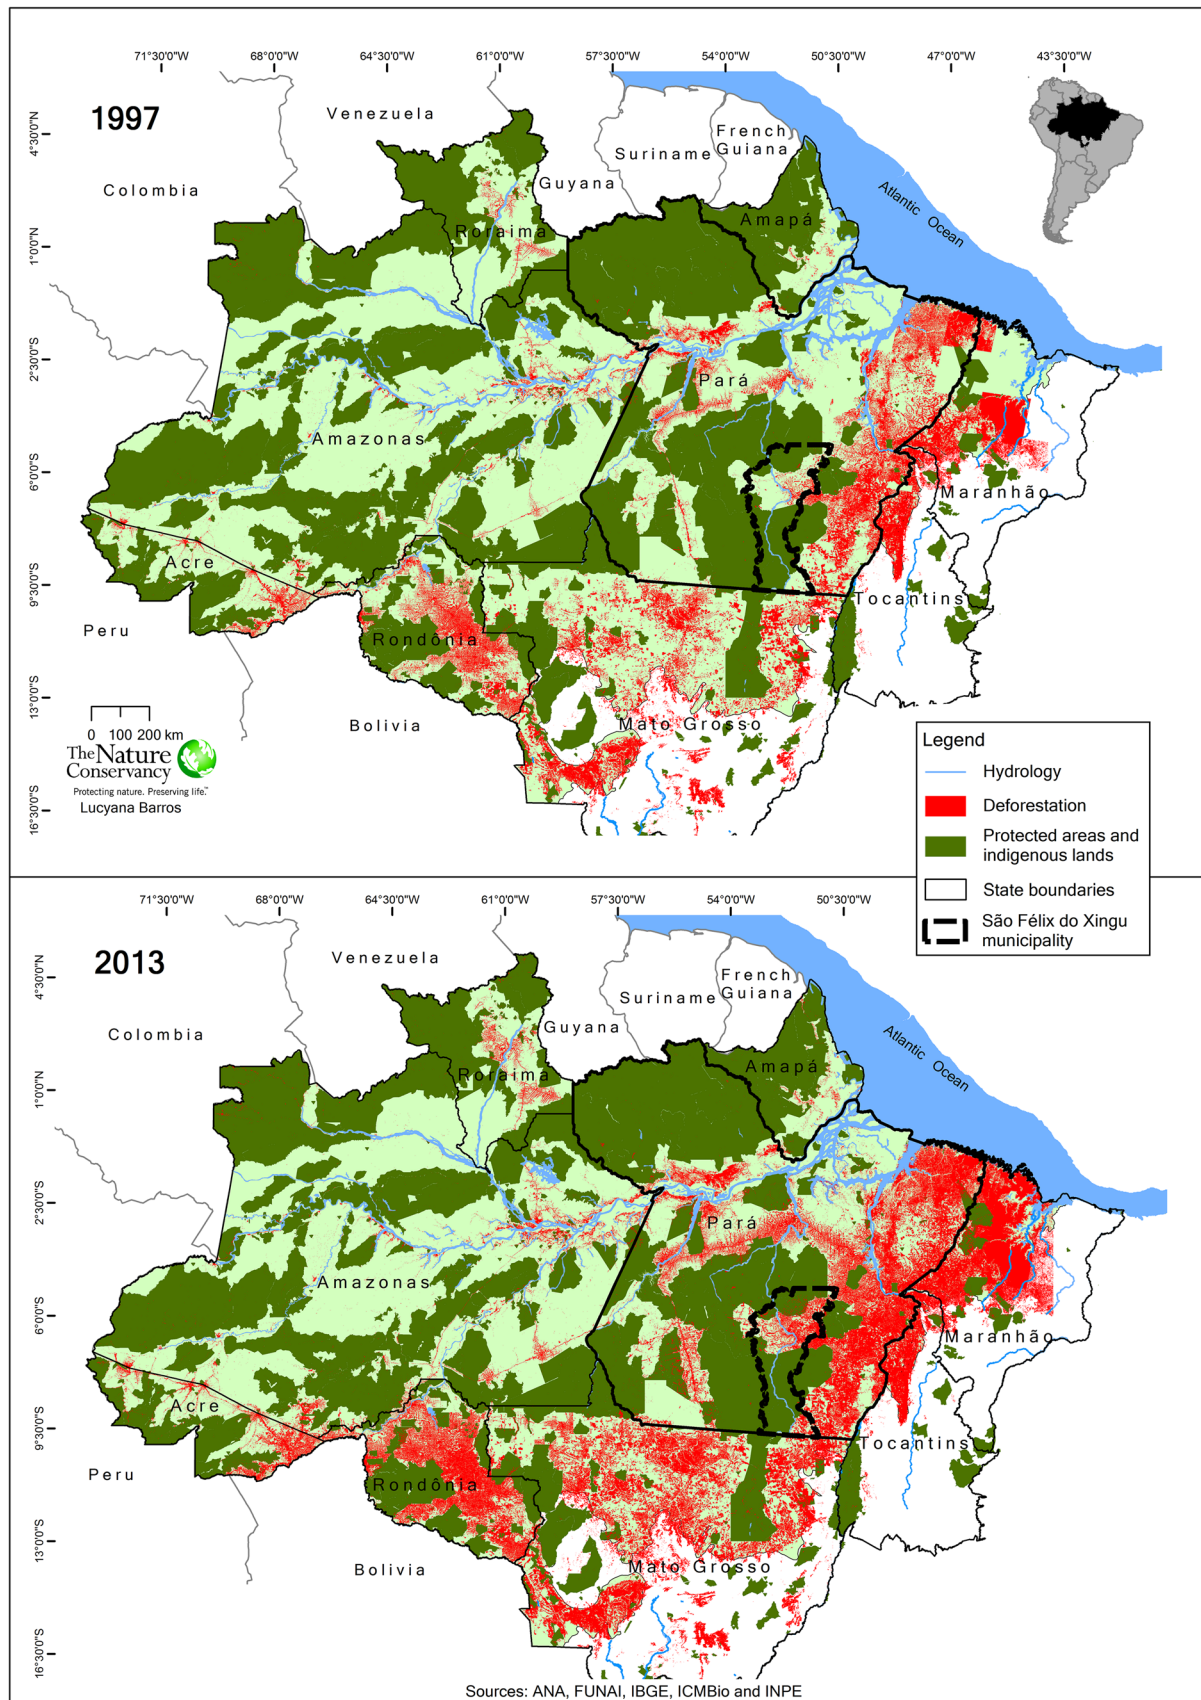 71°30'0"W 68°0'0"W 64°30'0"W 61°0'0"W 57°30'0"W 54°0'0"W 50°30'0"W 47°0'0"W 43°30'0"W
1997
4°30'0"N
1°0'0"N
2°30'0"S
6°0'0"S
9°30'0"S
13°0'0"S
16°30'0"S
Venezuela
Colombia
Guyana
Suriname
French
Guiana
Atlantic Ocean
Roraima
Amapá
Pará
Amazonas
Maranhão
Acre
Tocantins
Peru
Rondônia
Bolivia
Mato Grosso
0 100 200 km
The Nature
Conservancy
Protecting nature. Preserving life.™
Lucyana Barros
Legend
Hydrology
Deforestation
Protected areas and
indigenous lands
State boundaries
São Félix do Xingu
municipality
71°30'0"W 68°0'0"W 64°30'0"W 61°0'0"W 57°30'0"W 54°0'0"W 50°30'0"W
2013
4°30'0"N
1°0'0"N
2°30'0"S
6°0'0"S
9°30'0"S
13°0'0"S
16°30'0"S
Venezuela
Colombia
Guyana
Suriname
French
Guiana
Atlantic Ocean
Roraima
Amapá
Pará
Amazonas
Maranhão
Acre
Tocantins
Peru
Rondônia
Bolivia
Mato Grosso
Sources: ANA, FUNAI, IBGE, ICMBio and INPE